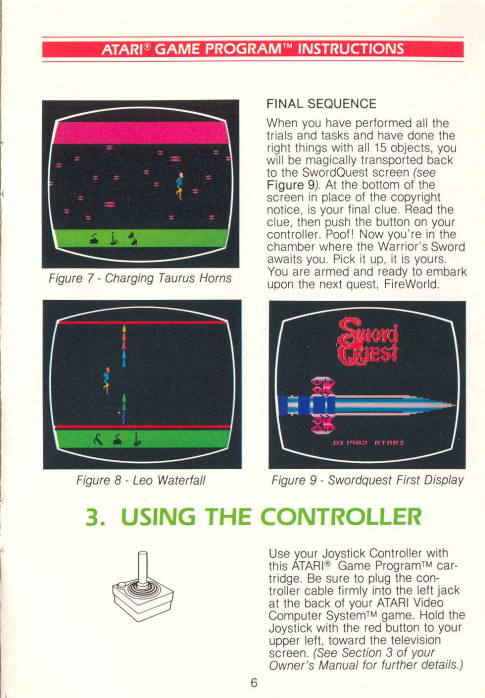 ATARI® GAME PROGRAM™ INSTRUCTIONS
Figure 7 - Charging Taurus Horns
FINAL SEQUENCE
When you have performed all the
trials and tasks and have done the
right things with all 15 objects, you
will be magically transported back
to the SwordQuest screen (see
Figure 9). At the bottom of the
screen in place of the copyright
notice, is your final clue. Read the
clue, then push the button on your
controller. Poof! Now you're in the
chamber where the Warrior's Sword
awaits you. Pick it up, it is yours.
You are armed and ready to embark
upon the next quest, FireWorld.
Figure 8 - Leo Waterfall
Sword
Quest
© 1982 ATARI
Figure 9 - Swordquest First Display
3. USING THE CONTROLLER
Use your Joystick Controller with
this ATARI® Game Program™ car-
tridge. Be sure to plug the con-
troller cable firmly into the left jack
at the back of your ATARI Video
Computer System™ game. Hold the
Joystick with the red button to your
upper left, toward the television
screen. (See Section 3 of your
Owner's Manual for further details.)
6